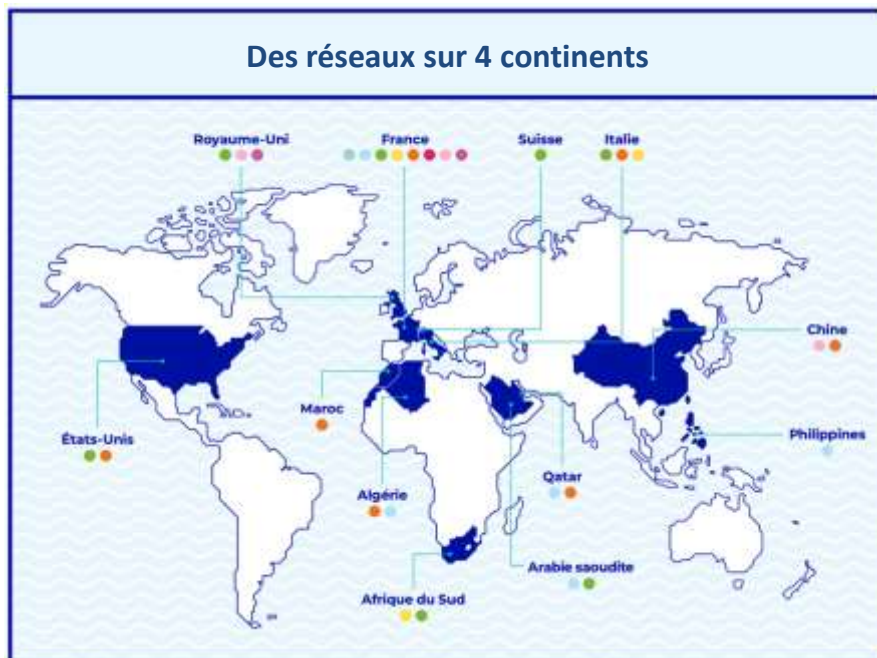 Des réseaux sur 4 continents
Royaume-Uni
France
Suisse
Italie
Chine
Maroc
États-Unis
Philippines
Algérie
Qatar
Arabie saoudite
Afrique du Sud